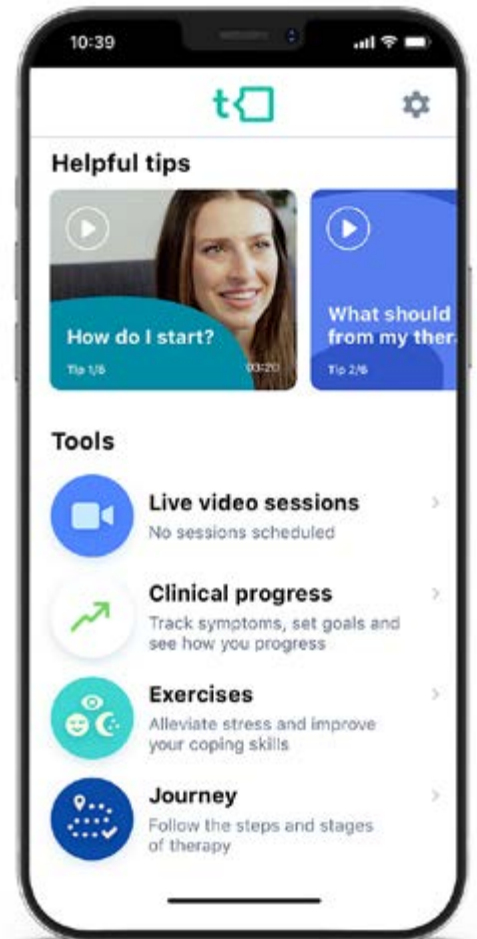 10:39
t
Helpful tips
How do I start?
Tip 1/6
03:20
What should
from my ther
Tip 2/6
Tools
Live video sessions
No sessions scheduled
Clinical progress
Track symptoms, set goals and
see how you progress
Exercises
Alleviate stress and improve
your coping skills
Journey
Follow the steps and stages
of therapy